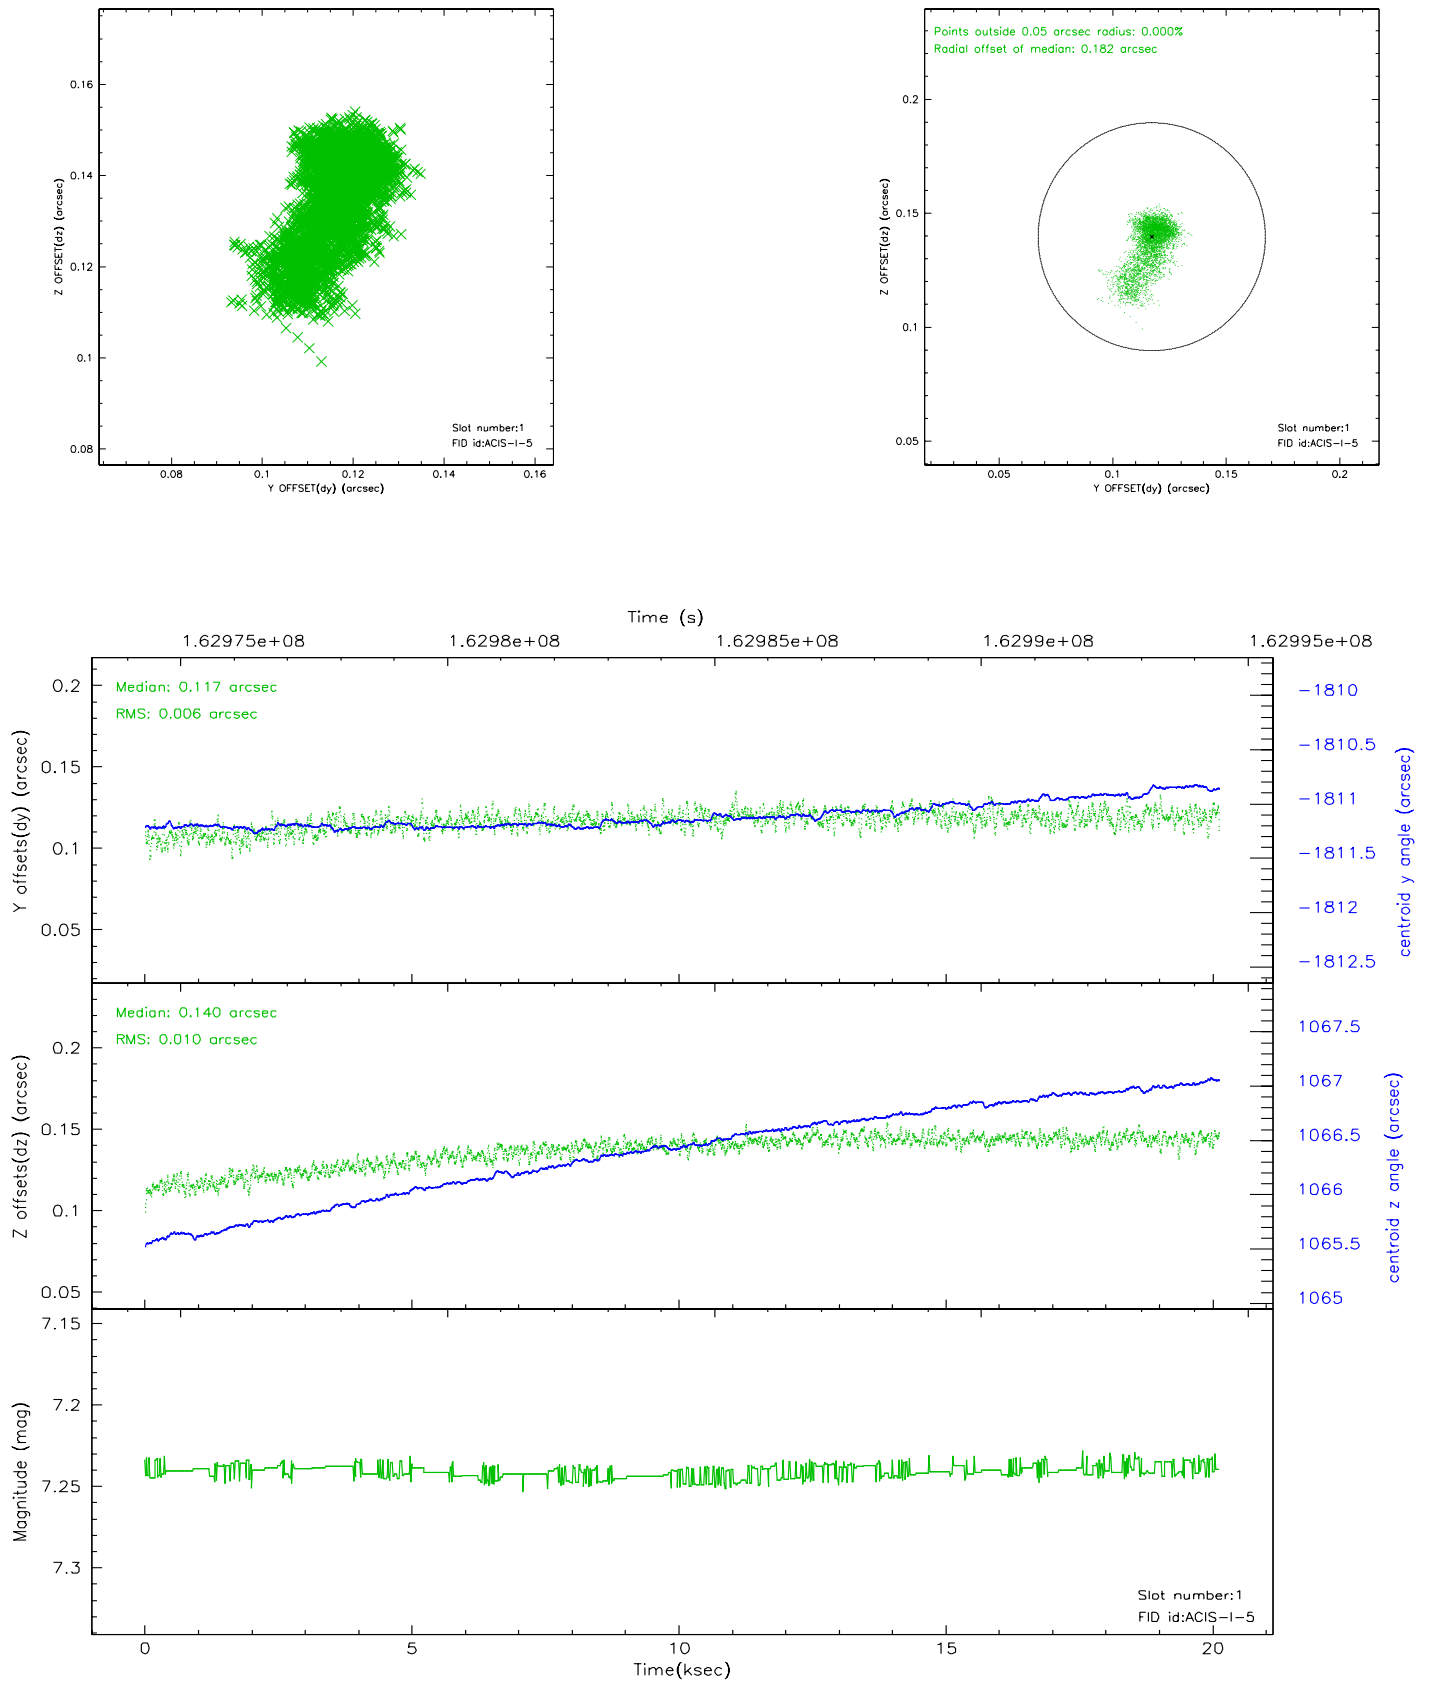 0.16
0.14
0.12
0.1
0.08
Z OFFSET(dz) (arcsec)
Slot number:1
FID id:ACIS-I-5
0.08 0.1 0.12 0.14 0.16
Y OFFSET(dy) (arcsec)
Points outside 0.05 arcsec radius: 0.000%
Radial offset of median: 0.182 arcsec
0.2
0.15
0.1
0.05
Z OFFSET(dz) (arcsec)
Slot number:1
FID id:ACIS-I-5
0.05 0.1 0.15 0.2
Y OFFSET(dy) (arcsec)
Time (s)
1.62975e+08 1.6298e+08 1.62985e+08 1.6299e+08 1.62995e+08
Median: 0.117 arcsec
RMS: 0.006 arcsec
0.2
0.15
0.1
0.05
Y offsets(dy) (arcsec)
-1810
-1810.5
-1811
-1811.5
-1812
-1812.5
centroid y angle (arcsec)
Median: 0.140 arcsec
RMS: 0.010 arcsec
0.2
0.15
0.1
0.05
Z offsets(dz) (arcsec)
1067.5
1067
1066.5
1066
1065.5
1065
centroid z angle (arcsec)
7.15
7.2
7.25
7.3
Magnitude (mag)
Slot number:1
FID id:ACIS-I-5
0 5 10 15 20
Time(ksec)